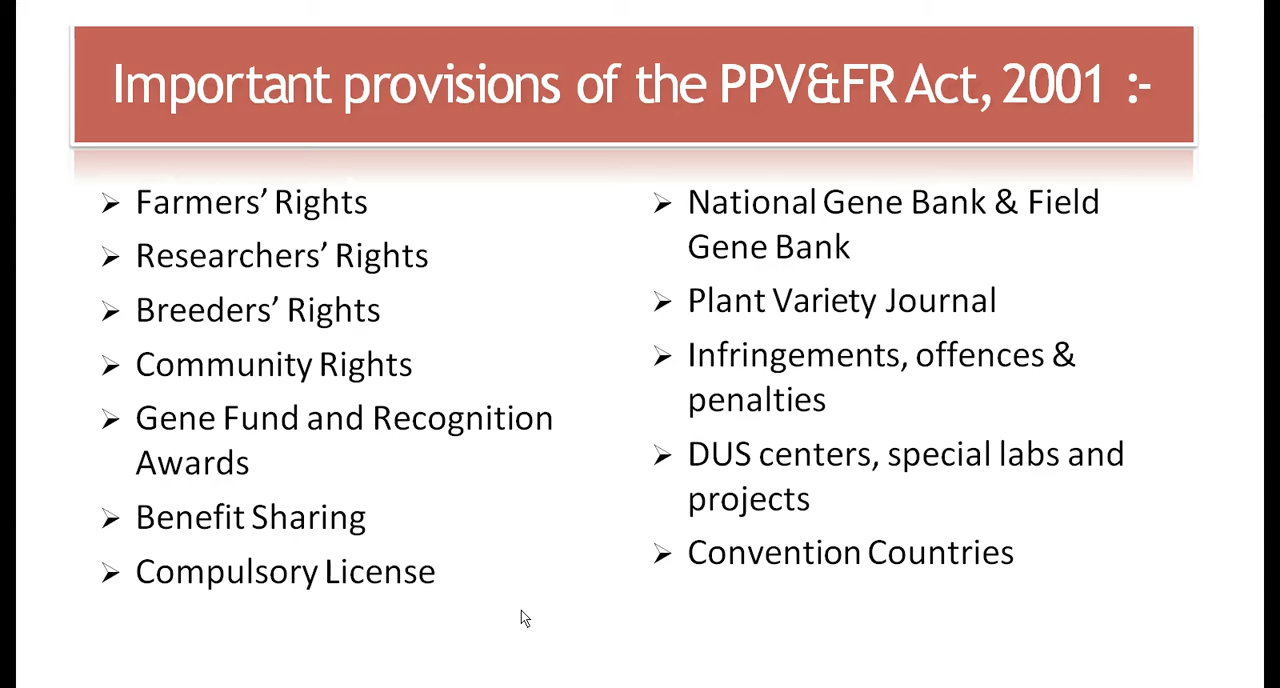 Important provisions of the PPV&FR Act, 2001 :-
➢ Farmers’ Rights
➢ Researchers’ Rights
➢ Breeders’ Rights
➢ Community Rights
➢ Gene Fund and Recognition
Awards
➢ Benefit Sharing
➢ Compulsory License
➢ National Gene Bank & Field
Gene Bank
➢ Plant Variety Journal
➢ Infringements, offences &
penalties
➢ DUS centers, special labs and
projects
➢ Convention Countries